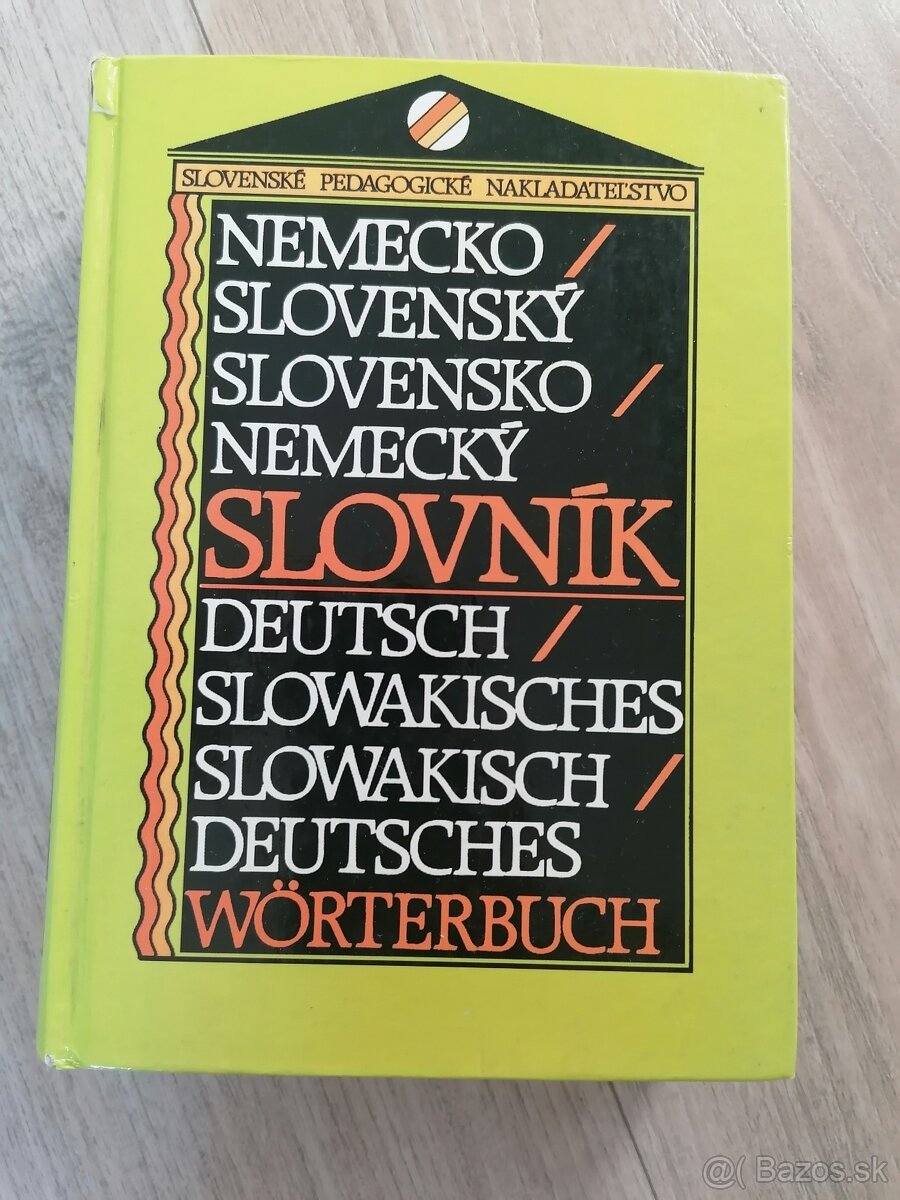 SLOVENSKÉ PEDAGOGICKÉ NAKLADATEĽSTVO
NEMECKO /
SLOVENSKÝ
SLOVENSKO /
NEMECKÝ
SLOVNÍK
DEUTSCH /
SLOWAKISCHES
SLOWAKISCH /
DEUTSCHES
WÖRTERBUCH
@( Bazos.sk